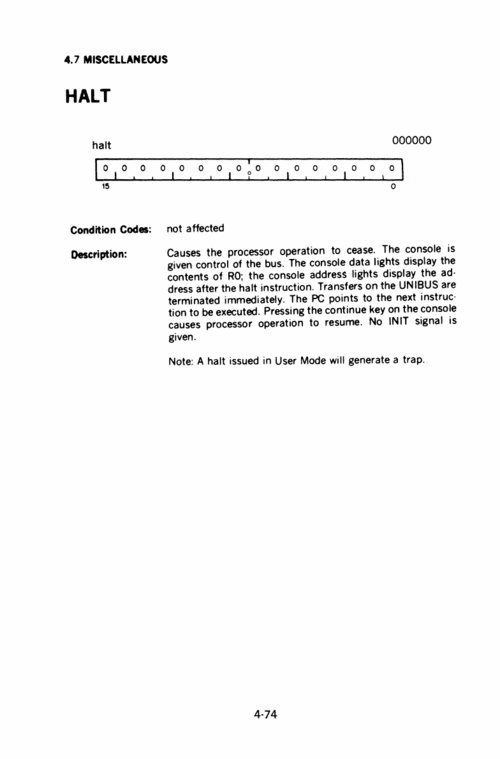 4.7 MISCELLANEOUS
HALT
halt 000000
0 0 0 0 0 0 0 0 0 0 0 0 0 0 0 0
15 0
Condition Codes: not affected
Description: Causes the processor operation to cease. The console is
given control of the bus. The console data lights display the
contents of R0; the console address lights display the ad-
dress after the halt instruction. Transfers on the UNIBUS are
terminated immediately. The PC points to the next instruc-
tion to be executed. Pressing the continue key on the console
causes processor operation to resume. No INIT signal is
given.
Note: A halt issued in User Mode will generate a trap.
4-74